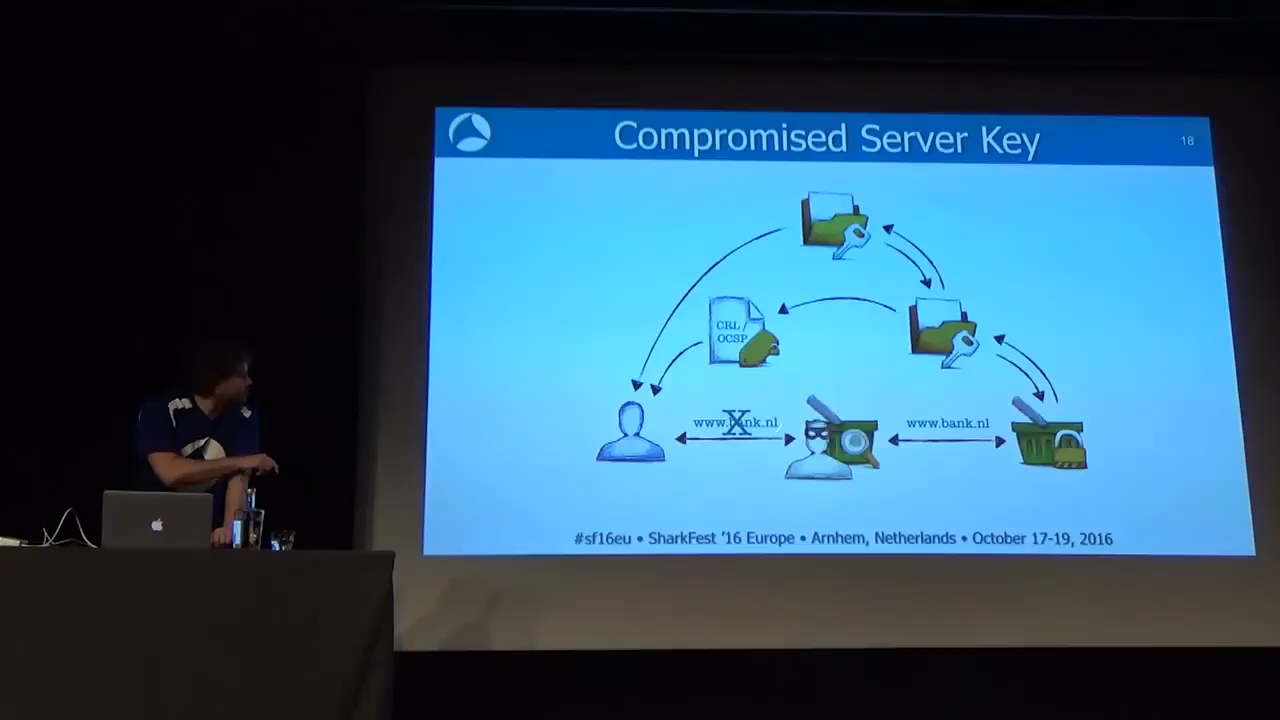 Compromised Server Key
18
CRL /
OCSP
www.bank.nl
X
www.bank.nl
#sf16eu • SharkFest '16 Europe • Arnhem, Netherlands • October 17-19, 2016